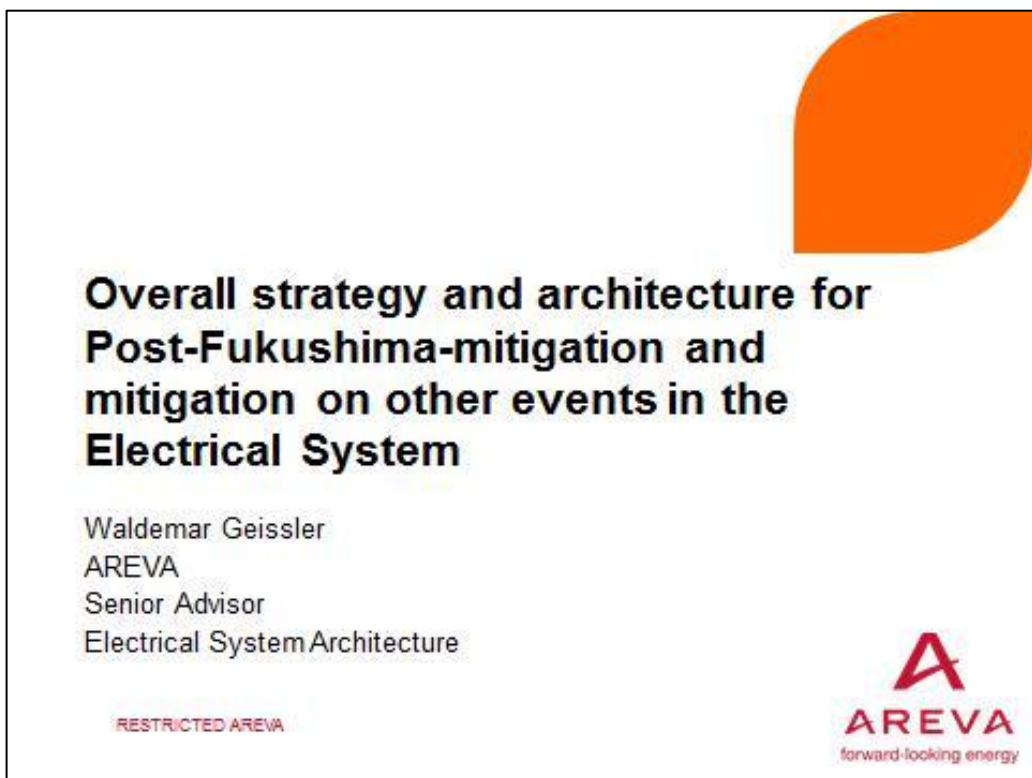 Overall strategy and architecture for
Post-Fukushima-mitigation and
mitigation on other events in the
Electrical System
Waldemar Geissler
AREVA
Senior Advisor
Electrical System Architecture
RESTRICTED AREVA
AREVA
forward-looking energy